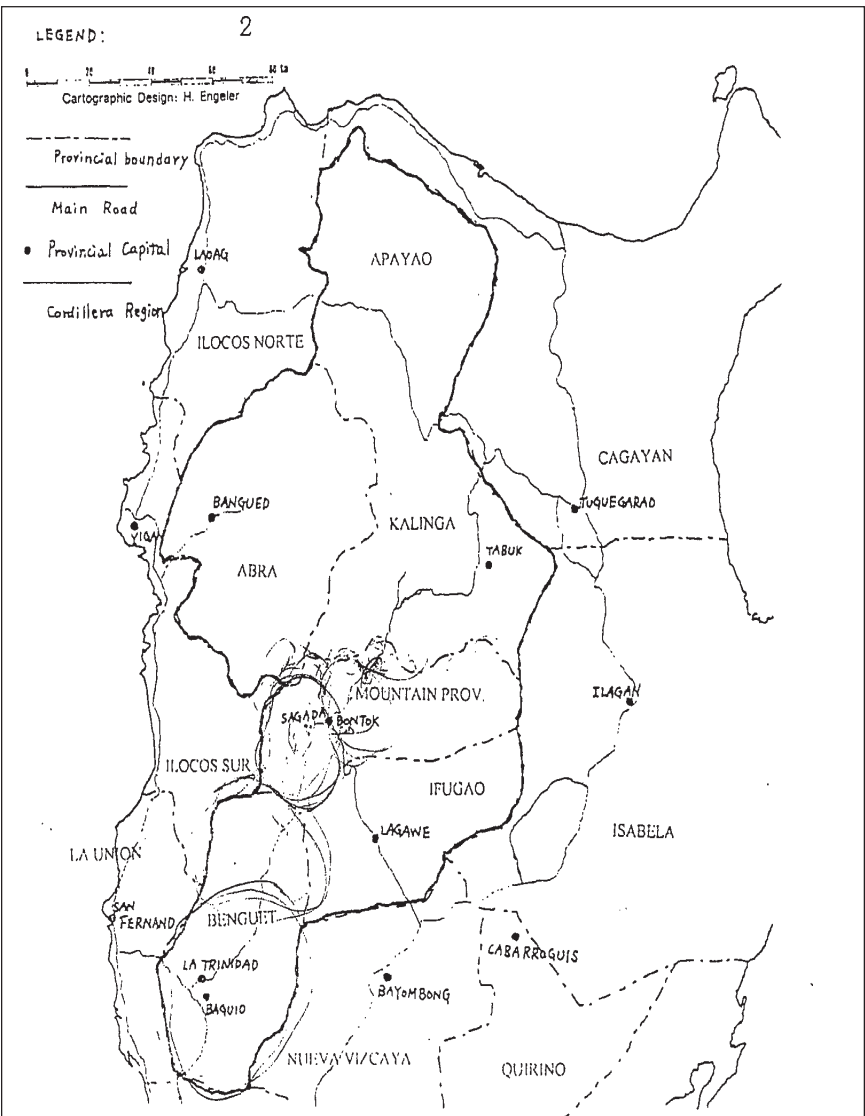 LEGEND:
2
Cartographic Design: H. Engeler
Provincial boundary
Main Road
Provincial Capital
Cordillera Region
LAOAG
APAYAO
ILOCOS NORTE
CAGAYAN
BANGUED
TUQUEGARAO
VIGAN
KALINGA
TABUK
ABRA
MOUNTAIN PROV.
ILAGAN
SAGADA
BONTOK
ILOCOS SUR
IFUGAO
LAGAWE
ISABELA
LA UNION
SAN
FERNAND
BENGUET
CABARROGUIS
LA TRINIDAD
BAYOMBONG
BAGUIO
NUEVA VIZCAYA
QUIRINO